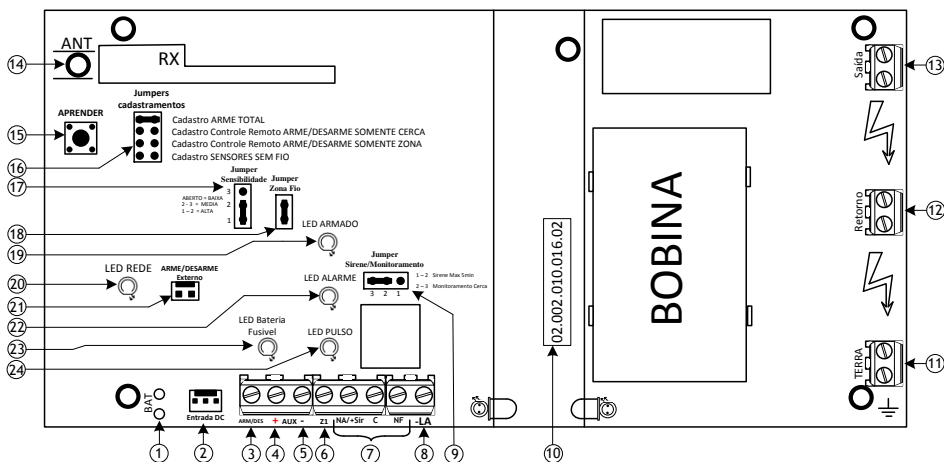 ANT
RX
14
Jumpers
cadastramentos
APRENDER
15
16
Cadastro ARME TOTAL
Cadastro Controle Remoto ARME/DESARME SOMENTE CERCA
Cadastro Controle Remoto ARME/DESARME SOMENTE ZONA
Cadastro SENSORES SEM FIO
17
Jumper
Sensibilidade
ABERTO = BAIXA
2 - 3 = MEDIA
1 – 2 = ALTA
3
2
1
Jumper
Zona Fio
18
LED ARMADO
19
LED REDE
20
ARME/DESARME
Externo
21
Jumper
Sirene/Monitoramento
1 – 2 Sirene Max 5min
2 – 3 Monitoramento Cerca
3 2 1
LED ALARME
22
LED Bateria
Fusivel
23
LED PULSO
24
BAT
Entrada DC
ARM/DES
+ AUX -
Z1
NA/+Sir
C
NF
-LA
1 2 3 4 5 6 7 8 9 10
02.002.010.016.02
BOBINA
Saída
13
Retorno
12
TERRA
11